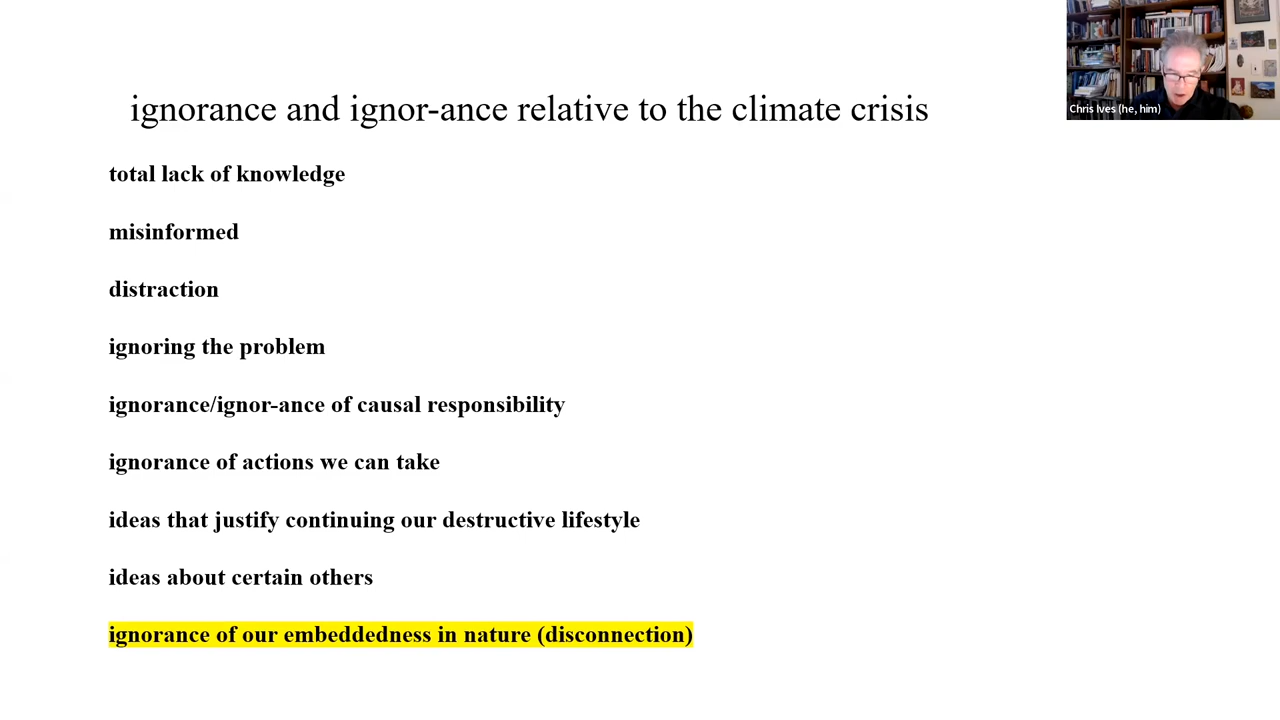 ignorance and ignor-ance relative to the climate crisis
Chris Ives (he, him)
total lack of knowledge
misinformed
distraction
ignoring the problem
ignorance/ignor-ance of causal responsibility
ignorance of actions we can take
ideas that justify continuing our destructive lifestyle
ideas about certain others
ignorance of our embeddedness in nature (disconnection)